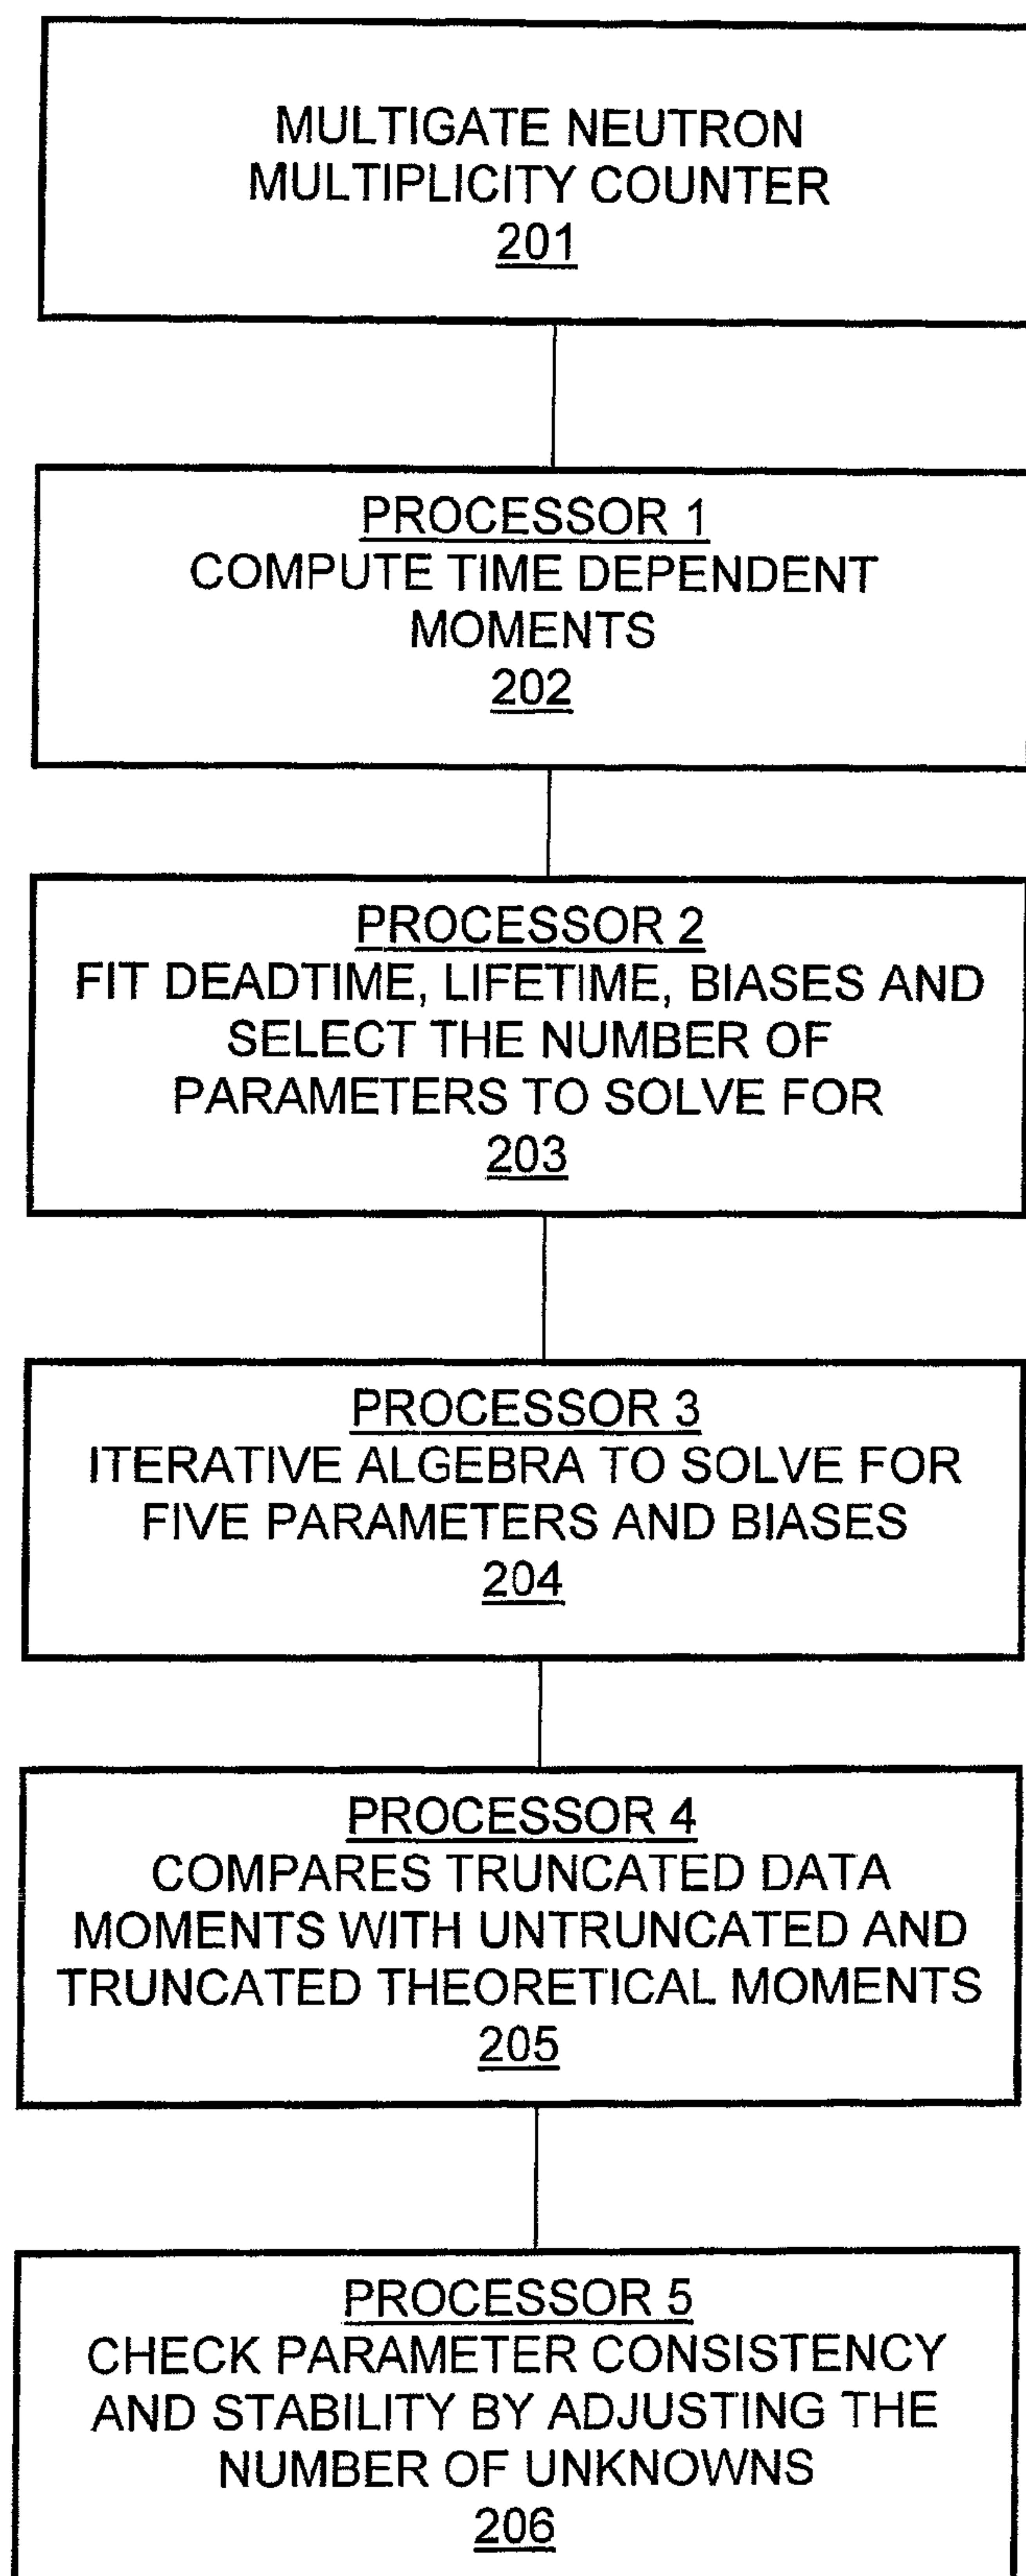 MULTIGATE NEUTRON
MULTIPLICITY COUNTER
201
PROCESSOR 1
COMPUTE TIME DEPENDENT
MOMENTS
202
PROCESSOR 2
FIT DEADTIME, LIFETIME, BIASES AND
SELECT THE NUMBER OF
PARAMETERS TO SOLVE FOR
203
PROCESSOR 3
ITERATIVE ALGEBRA TO SOLVE FOR
FIVE PARAMETERS AND BIASES
204
PROCESSOR 4
COMPARES TRUNCATED DATA
MOMENTS WITH UNTRUNCATED AND
TRUNCATED THEORETICAL MOMENTS
205
PROCESSOR 5
CHECK PARAMETER CONSISTENCY
AND STABILITY BY ADJUSTING THE
NUMBER OF UNKNOWNS
206